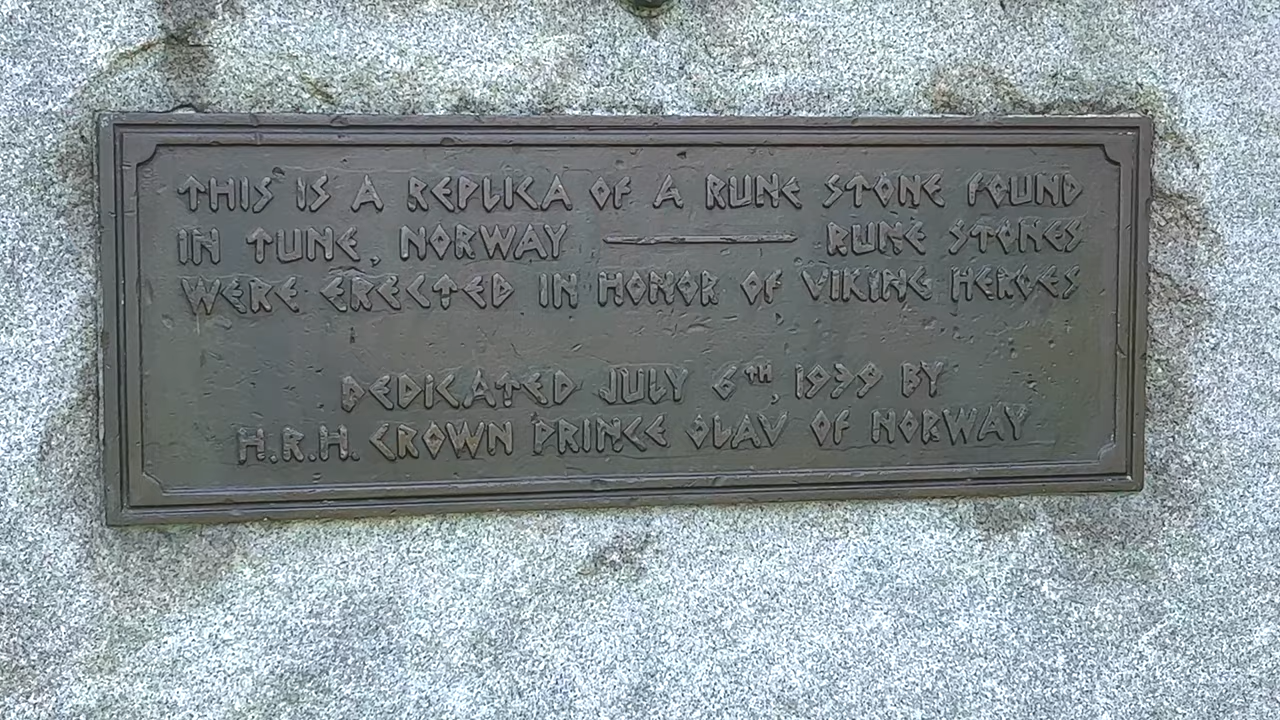 THIS IS A REPLICA OF A RUNE STONE FOUND
IN TUNE, NORWAY —— RUNE STONES
WERE ERECTED IN HONOR OF VIKING HEROES
DEDICATED JULY 6th, 1939 BY
H.R.H. CROWN PRINCE OLAV OF NORWAY